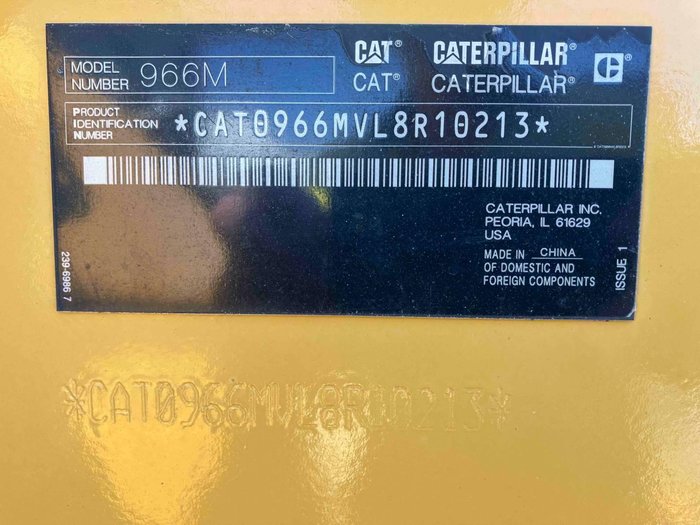 CAT® CATERPILLAR®
CAT® CATERPILLAR®
MODEL NUMBER 966M
PRODUCT IDENTIFICATION NUMBER *CAT0966MVL8R10213*
CATERPILLAR INC.
PEORIA, IL 61629
USA
MADE IN CHINA
OF DOMESTIC AND
FOREIGN COMPONENTS
ISSUE 1
239-6986 7
*CAT0966MVL8R10213*